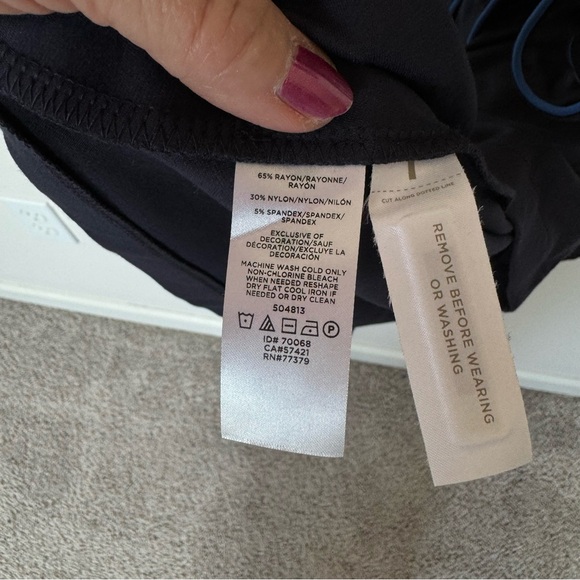 65% RAYON/RAYONNE/
RAYÓN
30% NYLON/NYLON/NILÓN
5% SPANDEX/SPANDEX/
SPANDEX
EXCLUSIVE OF
DECORATION/SAUF
DÉCORATION/EXCLUYE LA
DECORACIÓN
MACHINE WASH COLD ONLY
NON-CHLORINE BLEACH
WHEN NEEDED RESHAPE
DRY FLAT COOL IRON IF
NEEDED OR DRY CLEAN
504813
P
ID# 70068
CA#57421
RN#77379
CUT ALONG DOTTED LINE
REMOVE BEFORE WEARING
OR WASHING